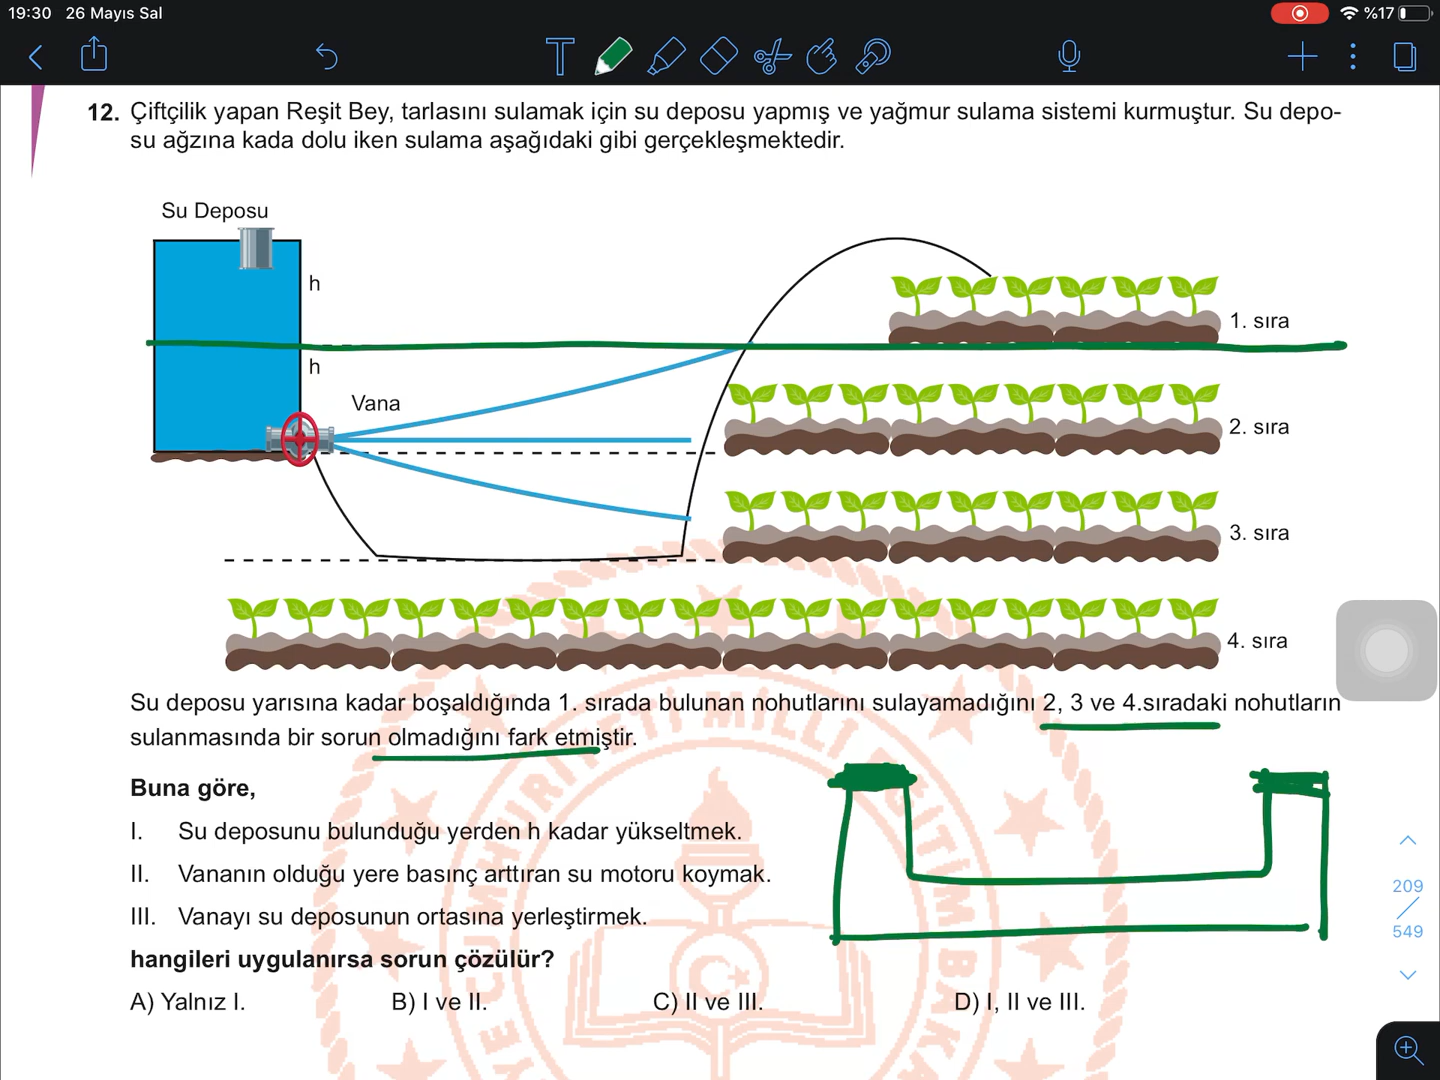 19:30 26 Mayıs Sal %17
12. Çiftçilik yapan Reşit Bey, tarlasını sulamak için su deposu yapmış ve yağmur sulama sistemi kurmuştur. Su depo-
su ağzına kada dolu iken sulama aşağıdaki gibi gerçekleşmektedir.
Su Deposu
h
1. sıra
h
Vana
2. sıra
3. sıra
4. sıra
Su deposu yarısına kadar boşaldığında 1. sırada bulunan nohutlarını sulayamadığını 2, 3 ve 4.sıradaki nohutların
sulanmasında bir sorun olmadığını fark etmiştir.
Buna göre,
I. Su deposunu bulunduğu yerden h kadar yükseltmek.
II. Vananın olduğu yere basınç arttıran su motoru koymak.
III. Vanayı su deposunun ortasına yerleştirmek.
hangileri uygulanırsa sorun çözülür?
A) Yalnız I. B) I ve II. C) II ve III. D) I, II ve III.
209
549